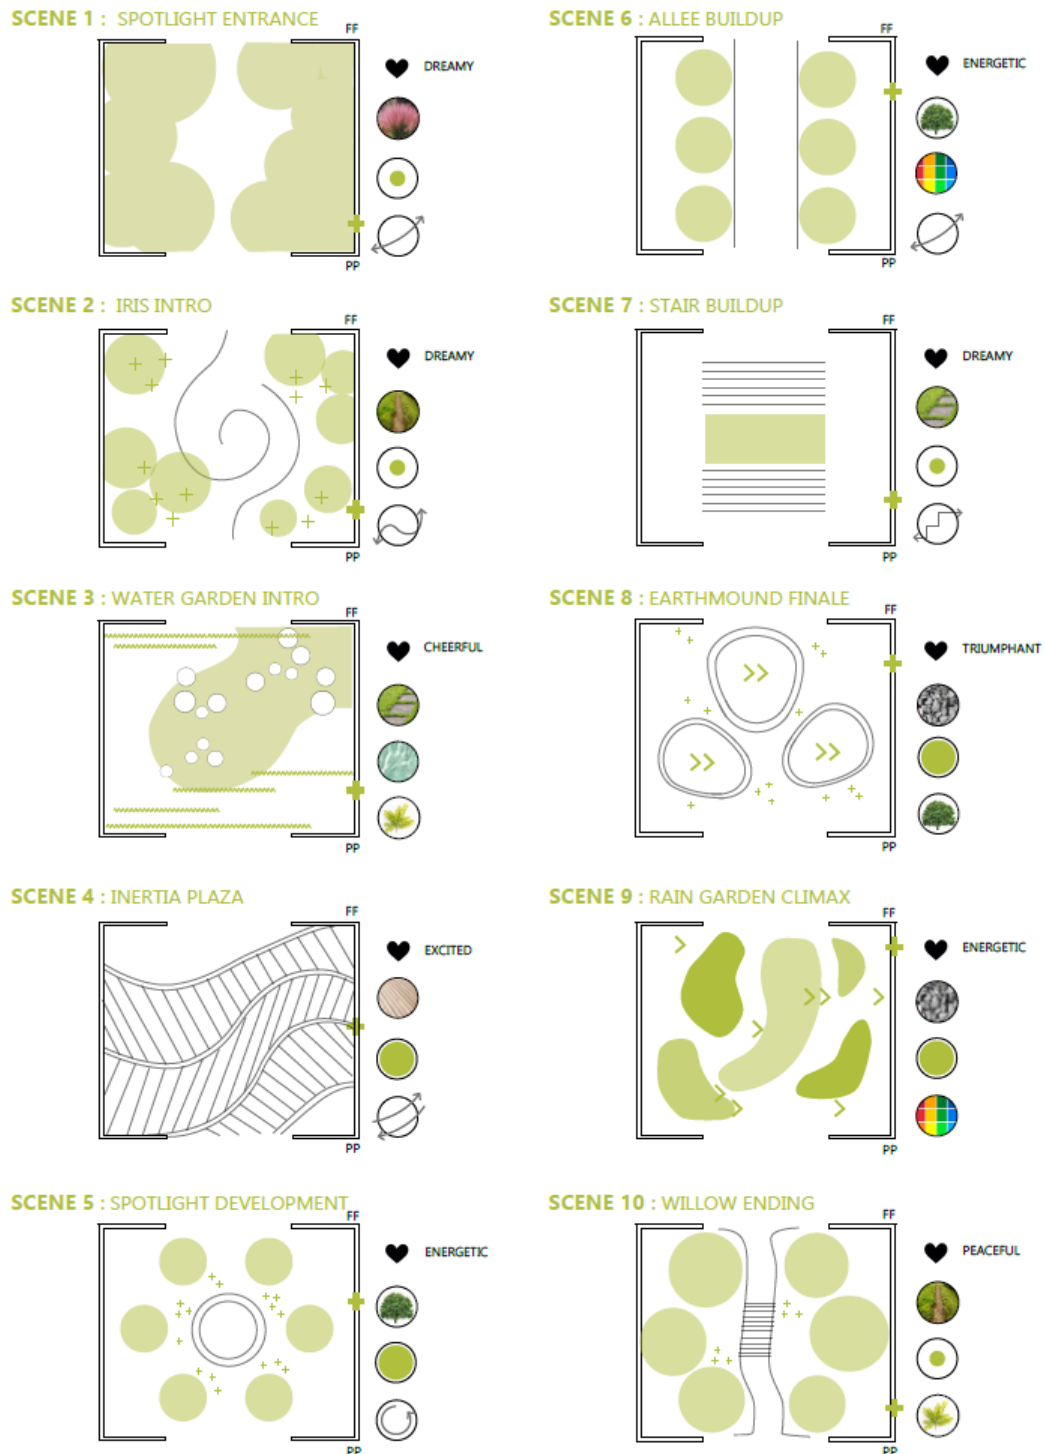 SCENE 1 : SPOTLIGHT ENTRANCE
FF
DREAMY
PP
SCENE 2 : IRIS INTRO
FF
DREAMY
PP
SCENE 3 : WATER GARDEN INTRO
FF
CHEERFUL
PP
SCENE 4 : INERTIA PLAZA
FF
EXCITED
PP
SCENE 5 : SPOTLIGHT DEVELOPMENT
FF
ENERGETIC
PP
SCENE 6 : ALLEE BUILDUP
FF
ENERGETIC
PP
SCENE 7 : STAIR BUILDUP
FF
DREAMY
PP
SCENE 8 : EARTHMOUND FINALE
FF
TRIUMPHANT
PP
SCENE 9 : RAIN GARDEN CLIMAX
FF
ENERGETIC
PP
SCENE 10 : WILLOW ENDING
FF
PEACEFUL
PP